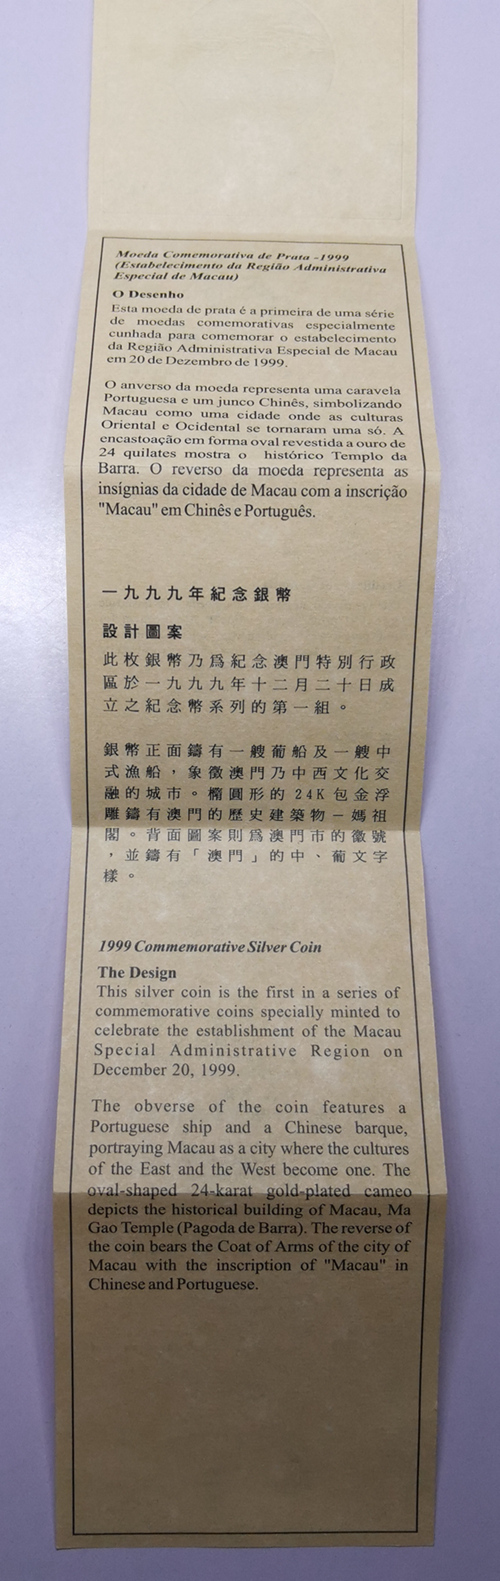 Moeda Comemorativa de Prata -1999
(Estabelecimento da Região Administrativa
Especial de Macau)
O Desenho
Esta moeda de prata é a primeira de uma série
de moedas comemorativas especialmente
cunhada para comemorar o estabelecimento
da Região Administrativa Especial de Macau
em 20 de Dezembro de 1999.
O anverso da moeda representa uma caravela
Portuguesa e um junco Chinês, simbolizando
Macau como uma cidade onde as culturas
Oriental e Ocidental se tornaram uma só. A
encastoação em forma oval revestida a ouro de
24 quilates mostra o histórico Templo da
Barra. O reverso da moeda representa as
insígnias da cidade de Macau com a inscrição
"Macau" em Chinês e Português.
一九九九年紀念銀幣
設計圖案
此枚銀幣乃爲紀念澳門特別行政
區於一九九九年十二月二十日成
立之紀念幣系列的第一組。
銀幣正面鑄有一艘葡船及一艘中
式漁船，象徵澳門乃中西文化交
融的城市。橢圓形的24K包金浮
雕鑄有澳門的歷史建築物－媽祖
閣。背面圖案則爲澳門市的徽號
，並鑄有「澳門」的中、葡文字
樣。
1999 Commemorative Silver Coin
The Design
This silver coin is the first in a series of
commemorative coins specially minted to
celebrate the establishment of the Macau
Special Administrative Region on
December 20, 1999.
The obverse of the coin features a
Portuguese ship and a Chinese barque,
portraying Macau as a city where the cultures
of the East and the West become one. The
oval-shaped 24-karat gold-plated cameo
depicts the historical building of Macau, Ma
Gao Temple (Pagoda de Barra). The reverse of
the coin bears the Coat of Arms of the city of
Macau with the inscription of "Macau" in
Chinese and Portuguese.